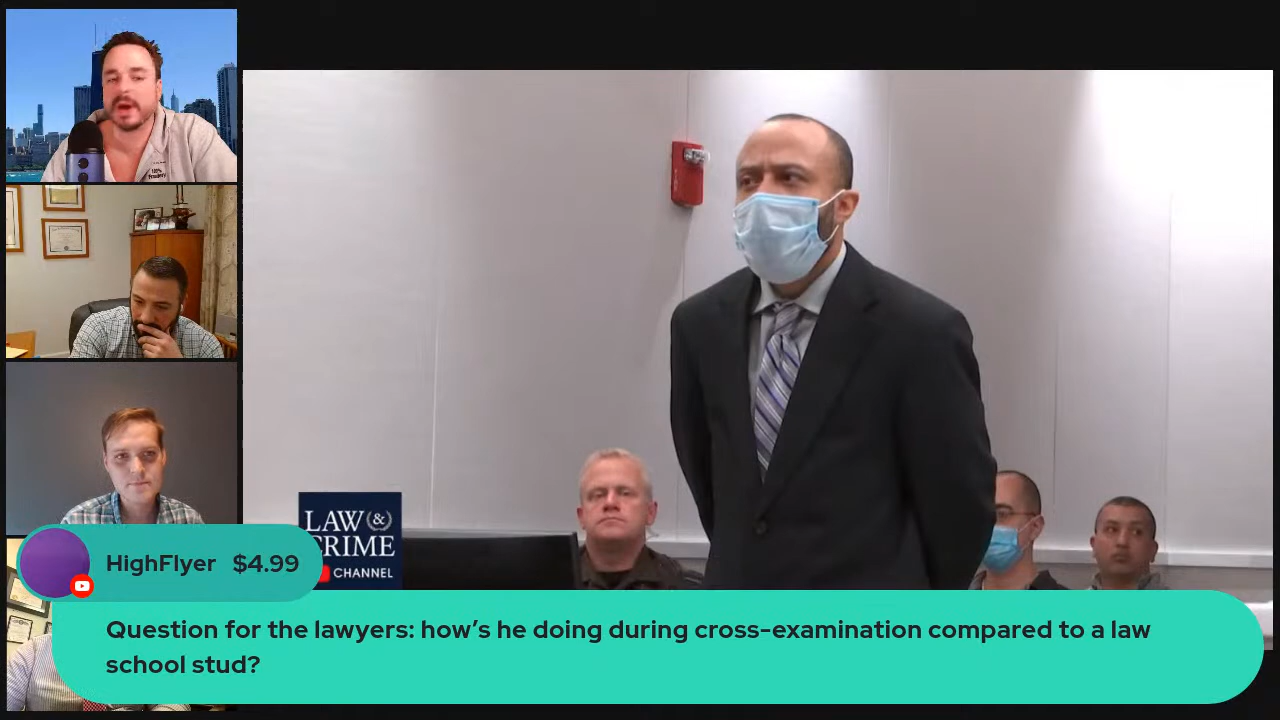 LAW &
CRIME
CHANNEL
HighFlyer $4.99
Question for the lawyers: how's he doing during cross-examination compared to a law
school stud?